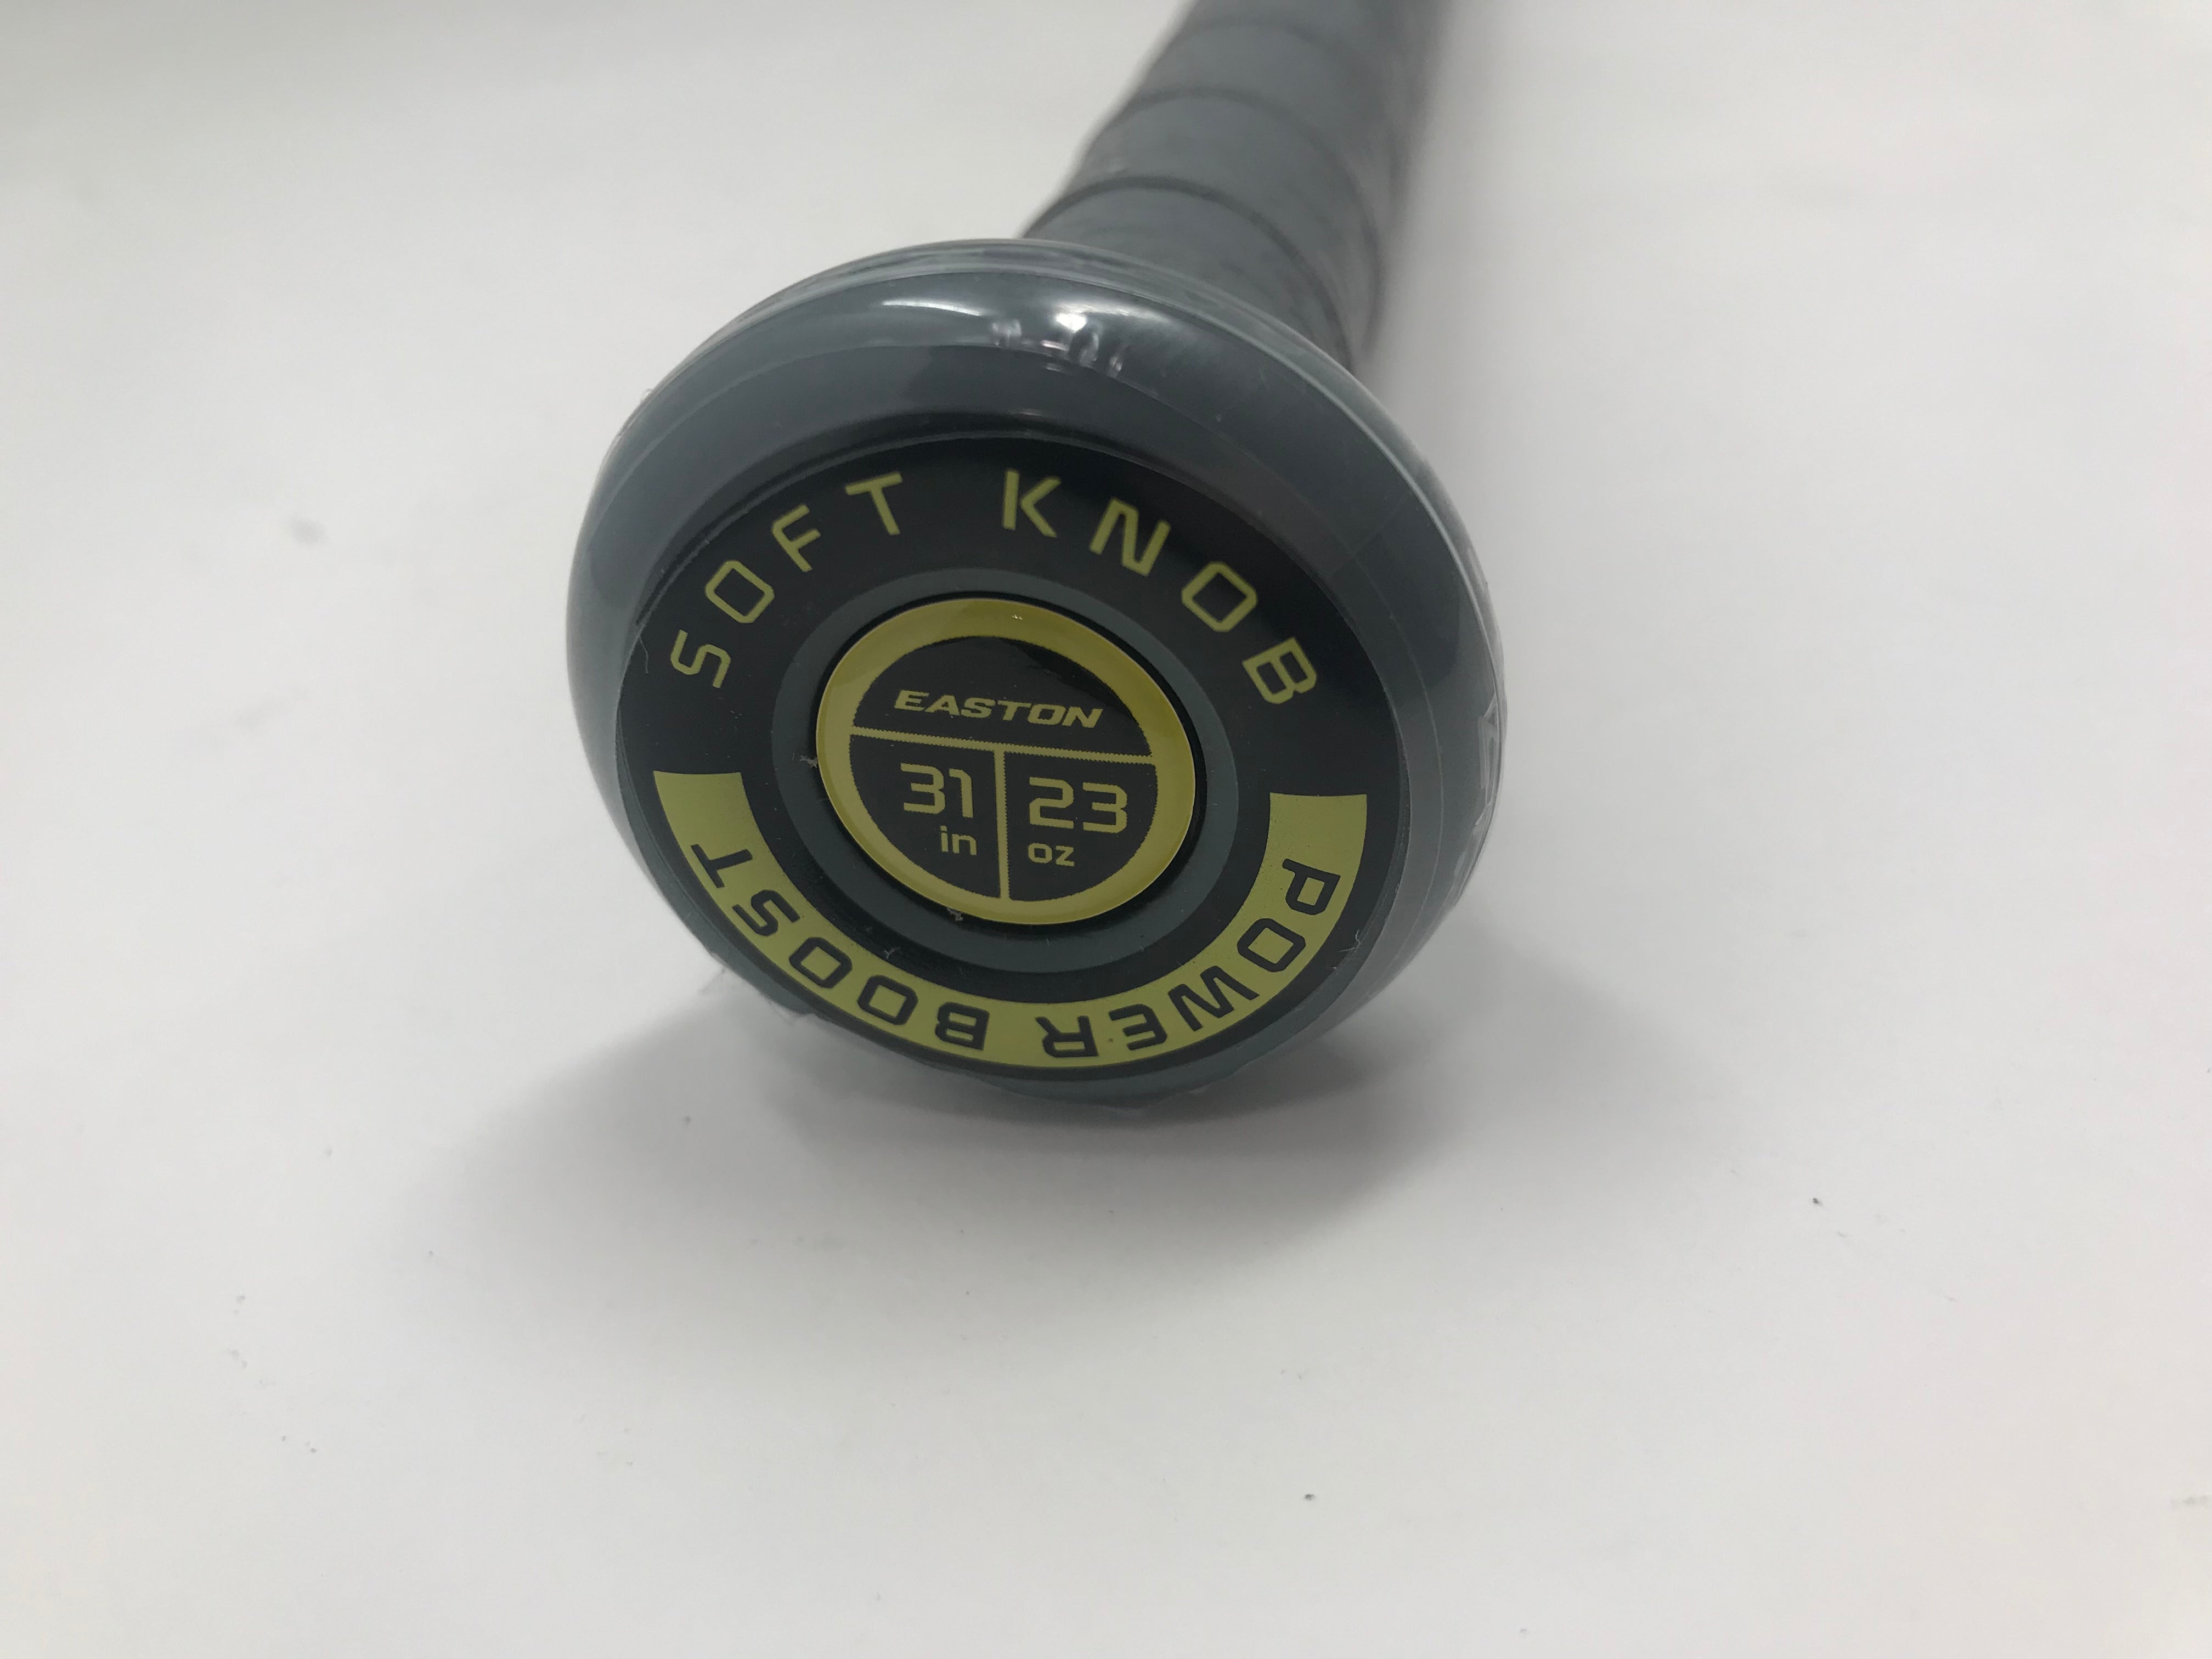 SOFT KNOB
EASTON
31 23
in oz
POWER BOOST